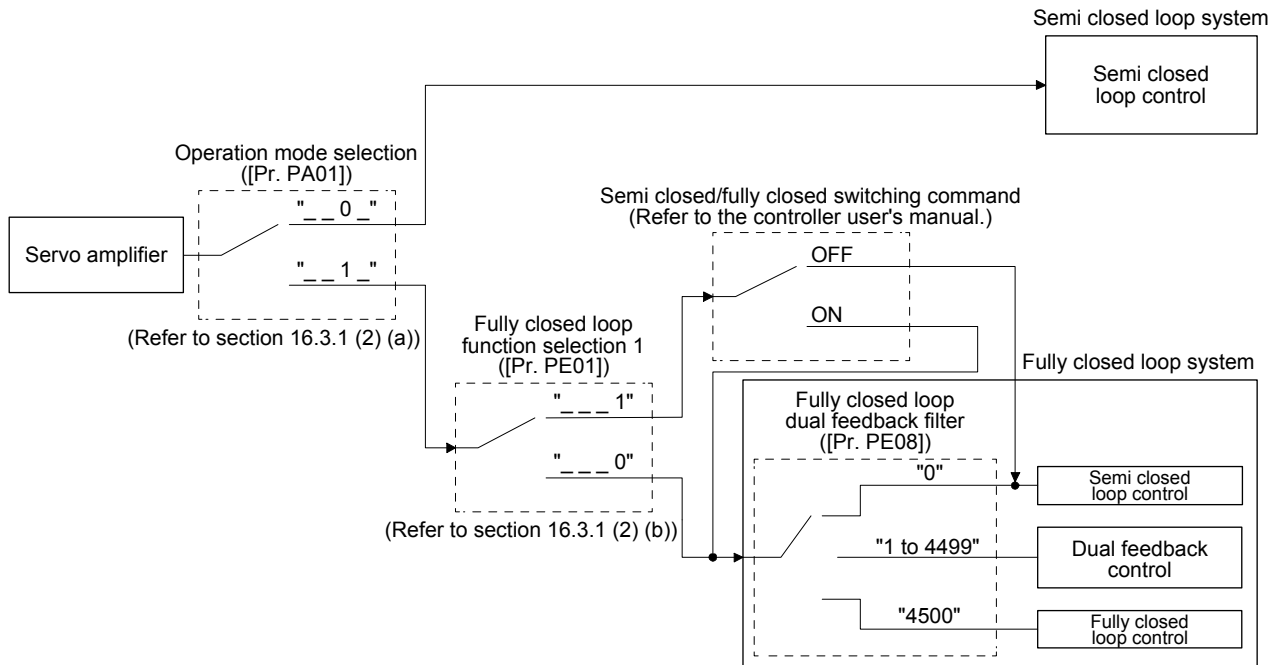 Semi closed loop system
Semi closed
loop control
Operation mode selection
([Pr. PA01])
"_ _ 0 _"
"_ _ 1 _"
Servo amplifier
(Refer to section 16.3.1 (2) (a))
Semi closed/fully closed switching command
(Refer to the controller user's manual.)
OFF
ON
Fully closed loop
function selection 1
([Pr. PE01])
"_ _ _ 1"
"_ _ _ 0"
(Refer to section 16.3.1 (2) (b))
Fully closed loop system
Fully closed loop
dual feedback filter
([Pr. PE08])
"0"
"1 to 4499"
"4500"
Semi closed
loop control
Dual feedback
control
Fully closed
loop control